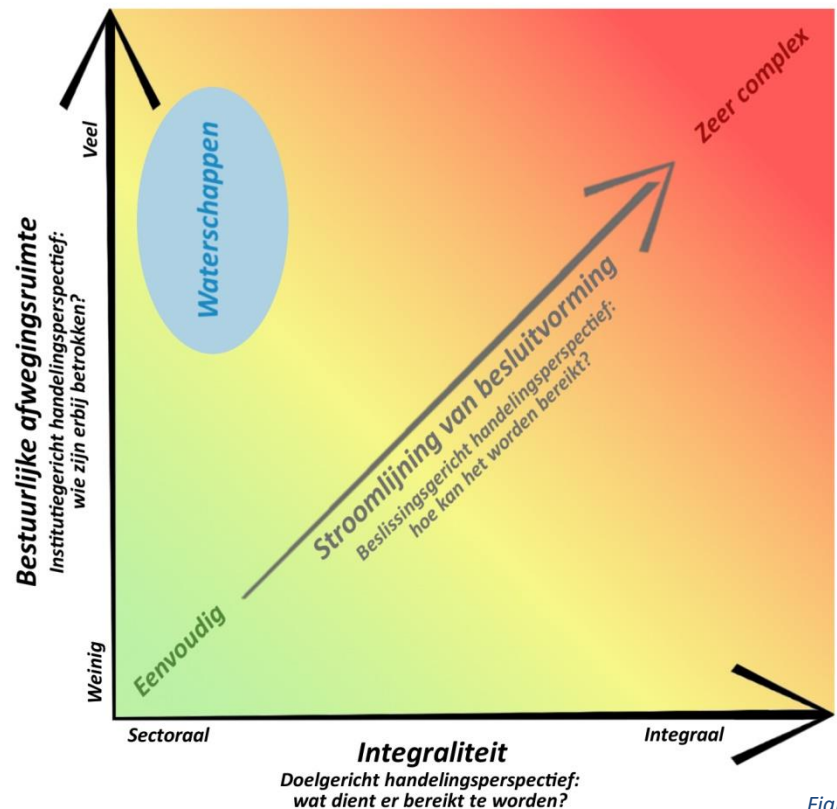 Veel
Zeer complex
Waterschappen
Bestuurlijke afwegingsruimte
Institutiegericht handelingsperspectief:
wie zijn erbij betrokken?
Stroomlijning van besluitvorming
Beslissingsgericht handelingsperspectief:
hoe kan het worden bereikt?
Eenvoudig
Weinig
Sectoraal
Integraal
Integraliteit
Doelgericht handelingsperspectief:
wat dient er bereikt te worden?
Fig